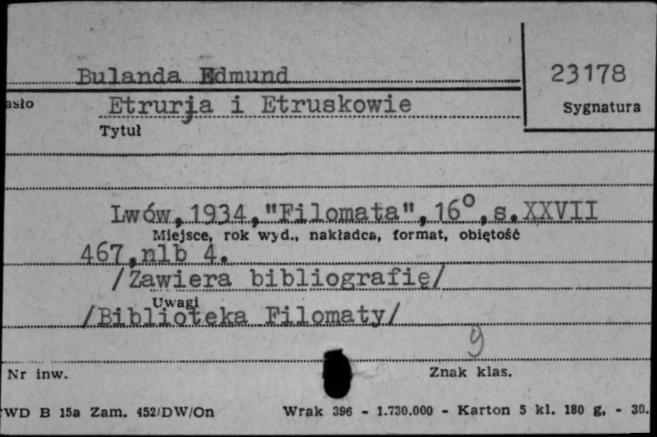 Bulanda Edmund
23178
asło
Etrurja i Etruskowie
Sygnatura
Tytuł
Lwów,1934,"Filomata",16°,s.XXVII
Miejsce, rok wyd., nakładca, format, obiętość
467,nlb 4.
/Zawiera bibliografię/
Uwagi
/Biblioteka Filomaty/
9
Nr inw.
Znak klas.
WD B 15a Zam. 452/DW/On Wrak 396 - 1.730.000 - Karton 5 kl. 180 g, - 30.